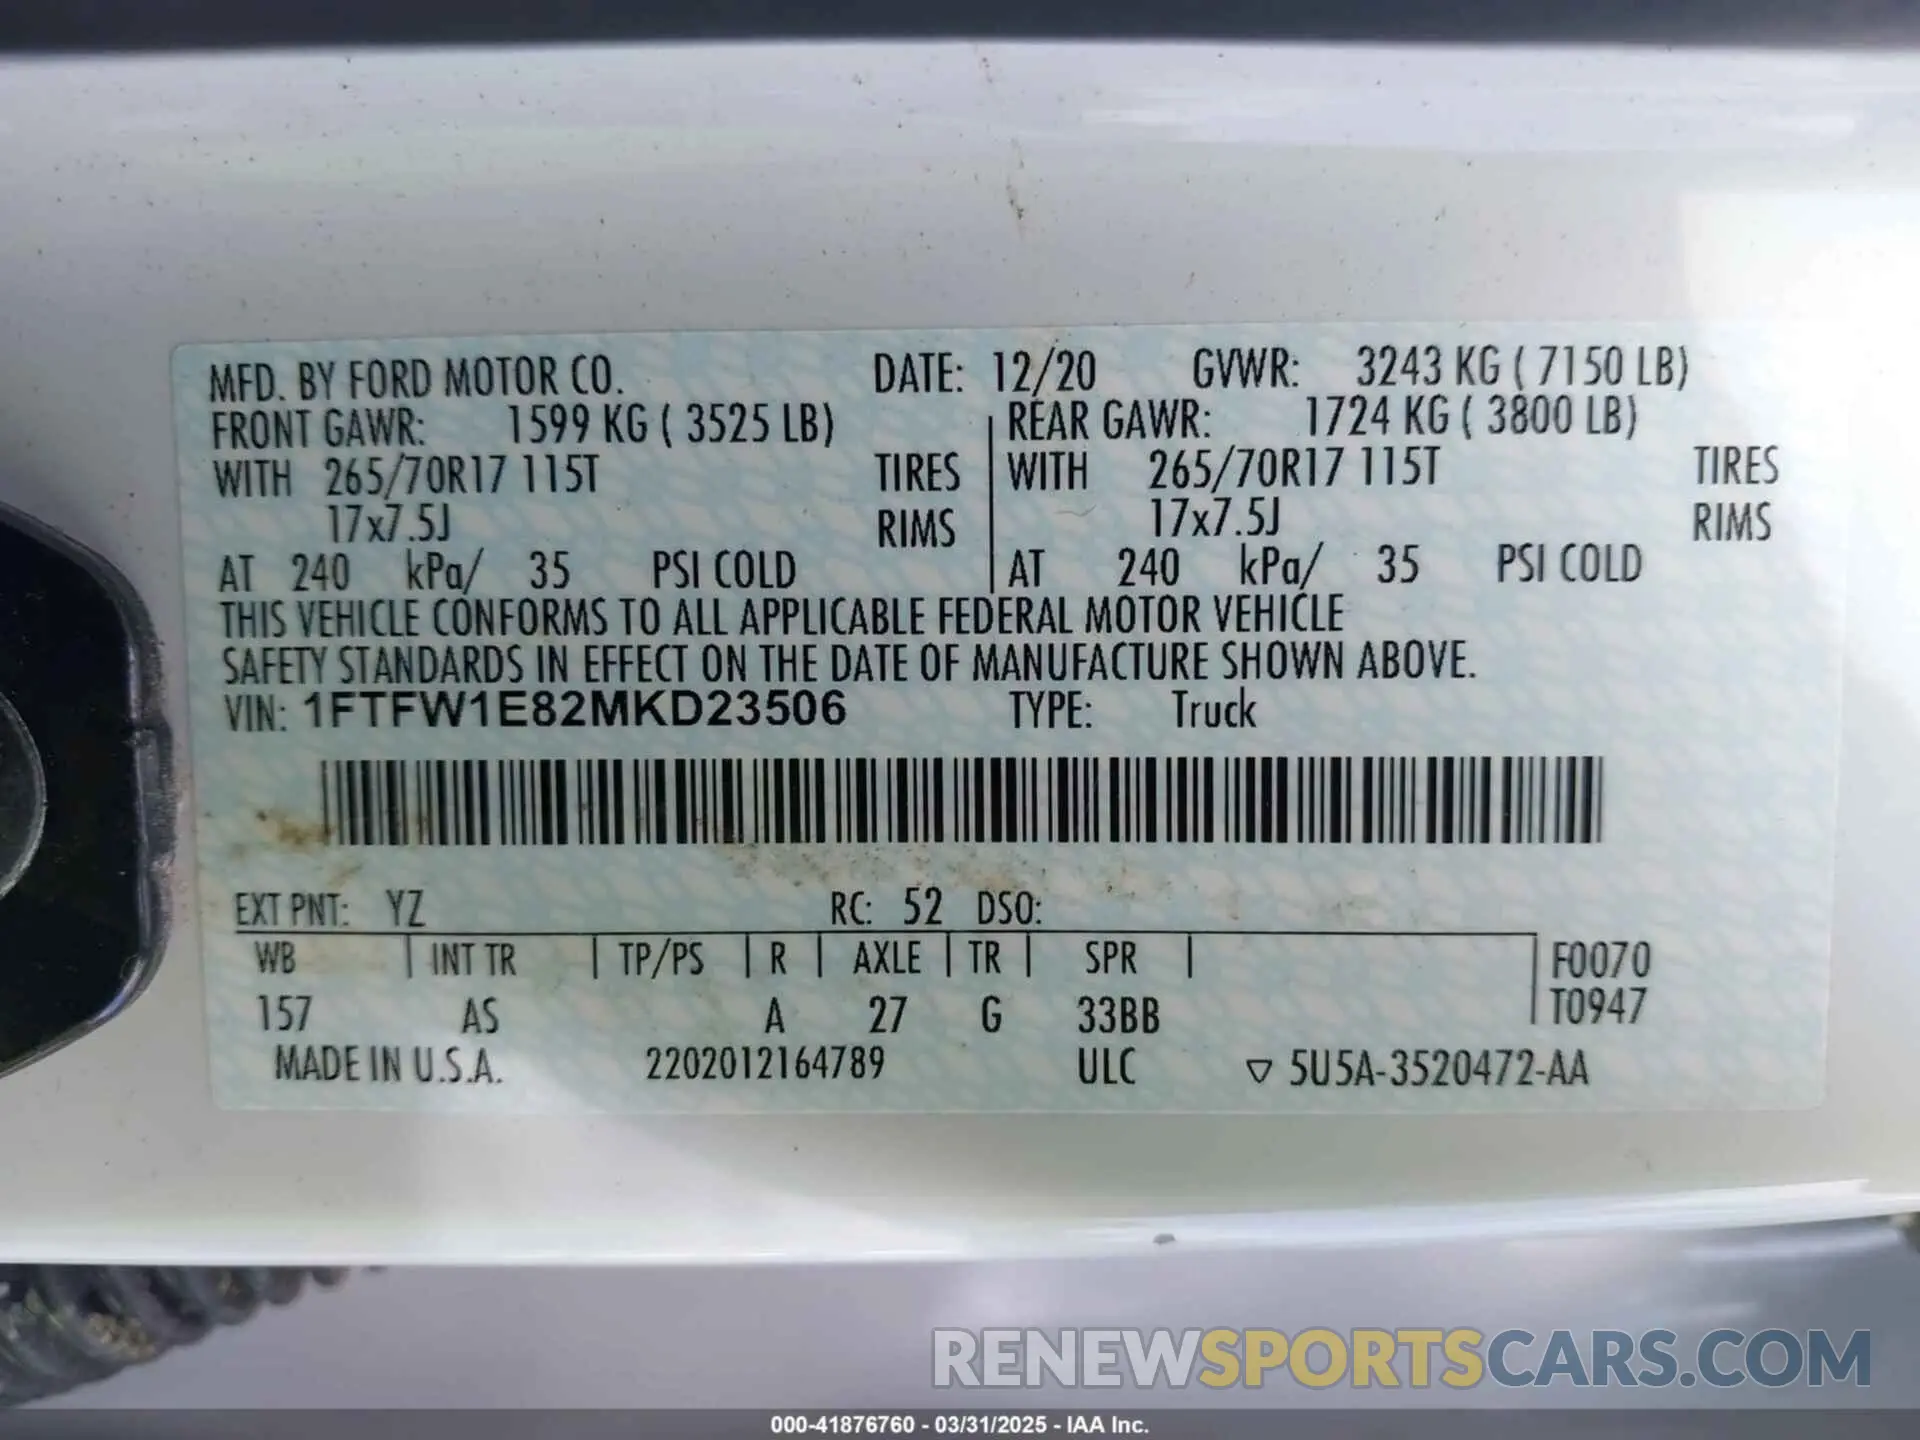 MFD. BY FORD MOTOR CO. DATE: 12/20 GVWR: 3243 KG ( 7150 LB)
FRONT GAWR: 1599 KG ( 3525 LB) REAR GAWR: 1724 KG ( 3800 LB)
WITH 265/70R17 115T TIRES WITH 265/70R17 115T TIRES
17x7.5J RIMS 17x7.5J RIMS
AT 240 kPa/ 35 PSI COLD AT 240 kPa/ 35 PSI COLD
THIS VEHICLE CONFORMS TO ALL APPLICABLE FEDERAL MOTOR VEHICLE
SAFETY STANDARDS IN EFFECT ON THE DATE OF MANUFACTURE SHOWN ABOVE.
VIN: 1FTFW1E82MKD23506 TYPE: Truck
EXT PNT: YZ RC: 52 DSO:
WB INT TR TP/PS R AXLE TR SPR F0070
157 AS A 27 G 33BB T0947
MADE IN U.S.A. 2202012164789 ULC ▽ 5U5A-3520472-AA
RENEWSPORTSCARS.COM
000-41876760 - 03/31/2025 - IAA Inc.